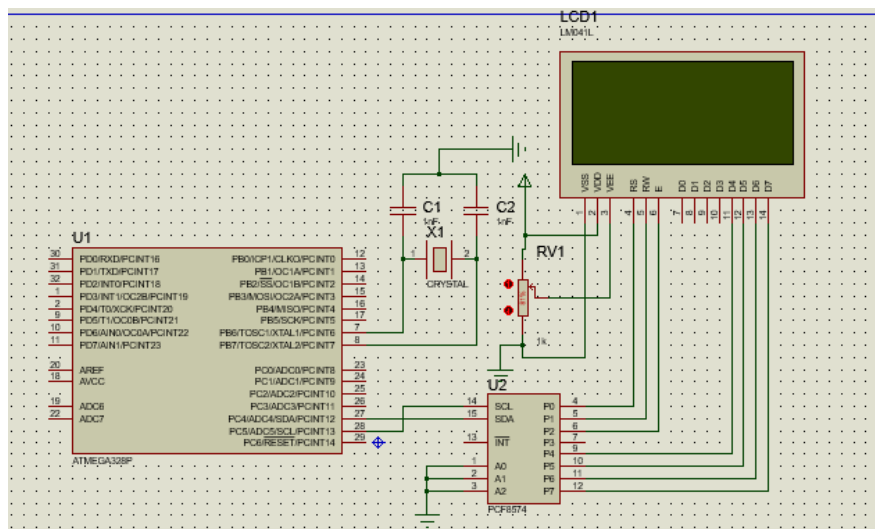 LCD1
LM041L
VSS
VDD
VEE
RS
RW
E
D0
D1
D2
D3
D4
D5
D6
D7
1
2
3
4
5
6
7
8
9
10
11
12
13
14
C1
1nF
C2
1nF
X1
1
2
CRYSTAL
RV1
1k
U1
30 PD0/RXD/PCINT16 PB0/ICP1/CLKO/PCINT0 12
31 PD1/TXD/PCINT17 PB1/OC1A/PCINT1 13
32 PD2/INT0/PCINT18 PB2/SS/OC1B/PCINT2 14
1 PD3/INT1/OC2B/PCINT19 PB3/MOSI/OC2A/PCINT3 15
2 PD4/T0/XCK/PCINT20 PB4/MISO/PCINT4 16
9 PD5/T1/OC0B/PCINT21 PB5/SCK/PCINT5 17
10 PD6/AIN0/OC0A/PCINT22 PB6/TOSC1/XTAL1/PCINT6 7
11 PD7/AIN1/PCINT23 PB7/TOSC2/XTAL2/PCINT7 8
20 AREF PC0/ADC0/PCINT8 23
18 AVCC PC1/ADC1/PCINT9 24
PC2/ADC2/PCINT10 25
19 ADC6 PC3/ADC3/PCINT11 26
22 ADC7 PC4/ADC4/SDA/PCINT12 27
PC5/ADC5/SCL/PCINT13 28
PC6/RESET/PCINT14 29
ATMEGA328P
U2
14 SCL P0 4
15 SDA P1 5
P2 6
13 INT P3 7
P4 9
1 A0 P5 10
2 A1 P6 11
3 A2 P7 12
PCF8574